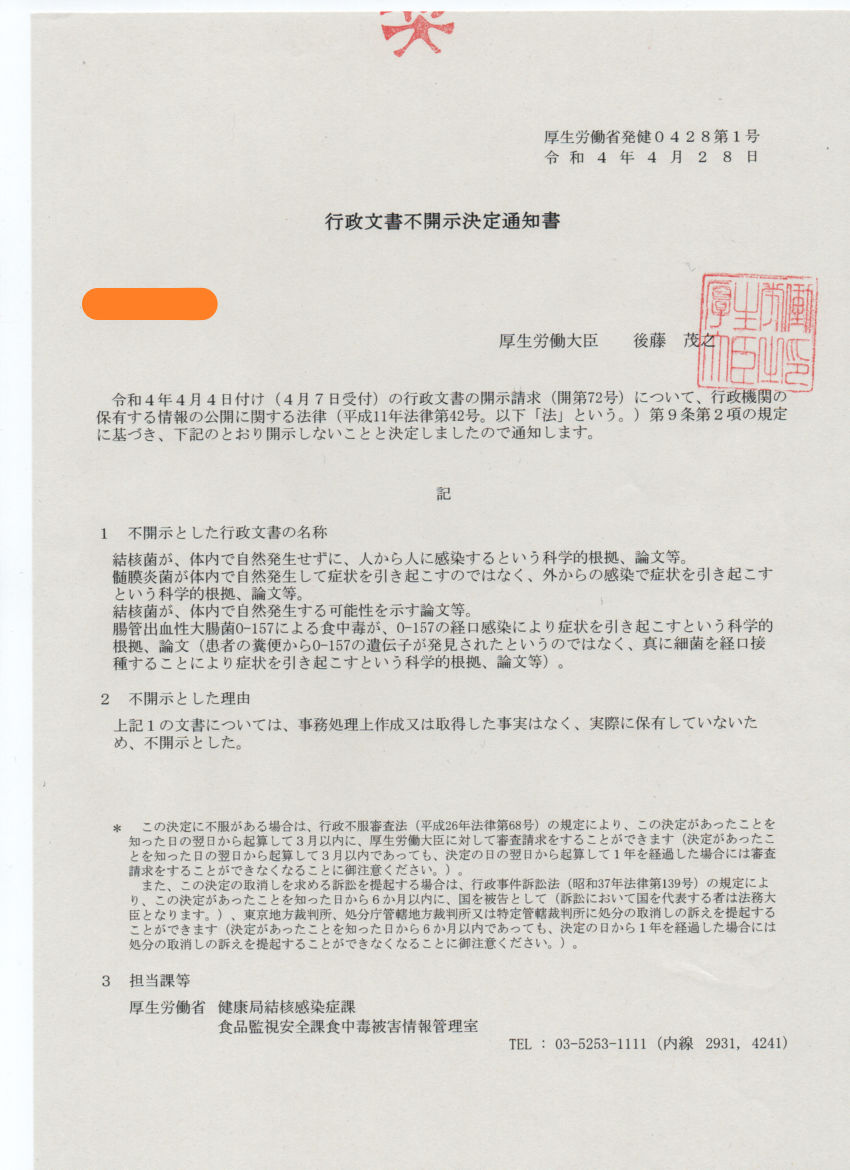 厚生労働省発健0428第1号
令和4年4月28日
行政文書不開示決定通知書
厚生労働大臣　後藤　茂之
令和4年4月4日付け（4月7日受付）の行政文書の開示請求（開第72号）について、行政機関の
保有する情報の公開に関する法律（平成11年法律第42号。以下「法」という。）第9条第2項の規定
に基づき、下記のとおり開示しないことと決定しましたので通知します。
記
1　不開示とした行政文書の名称
結核菌が、体内で自然発生せずに、人から人に感染するという科学的根拠、論文等。
髄膜炎菌が体内で自然発生して症状を引き起こすのではなく、外からの感染で症状を引き起こす
という科学的根拠、論文等。
結核菌が、体内で自然発生する可能性を示す論文等。
腸管出血性大腸菌0-157による食中毒が、0-157の経口感染により症状を引き起こすという科学的
根拠、論文（患者の糞便から0-157の遺伝子が発見されたというのではなく、真に細菌を経口接
種することにより症状を引き起こすという科学的根拠、論文等）。
2　不開示とした理由
上記1の文書については、事務処理上作成又は取得した事実はなく、実際に保有していないた
め、不開示とした。
*　この決定に不服がある場合は、行政不服審査法（平成26年法律第68号）の規定により、この決定があったことを
知った日の翌日から起算して3月以内に、厚生労働大臣に対して審査請求をすることができます（決定があったこ
とを知った日の翌日から起算して3月以内であっても、決定の日の翌日から起算して1年を経過した場合には審査
請求をすることができなくなることに御注意ください。）。
また、この決定の取消しを求める訴訟を提起する場合は、行政事件訴訟法（昭和37年法律第139号）の規定によ
り、この決定があったことを知った日から6か月以内に、国を被告として（訴訟において国を代表する者は法務大
臣となります。）、東京地方裁判所、処分庁管轄地方裁判所又は特定管轄裁判所に処分の取消しの訴えを提起する
ことができます（決定があったことを知った日から6か月以内であっても、決定の日から1年を経過した場合には
処分の取消しの訴えを提起することができなくなることに御注意ください。）。
3　担当課等
厚生労働省　健康局結核感染症課
食品監視安全課食中毒被害情報管理室
TEL : 03-5253-1111（内線 2931, 4241）